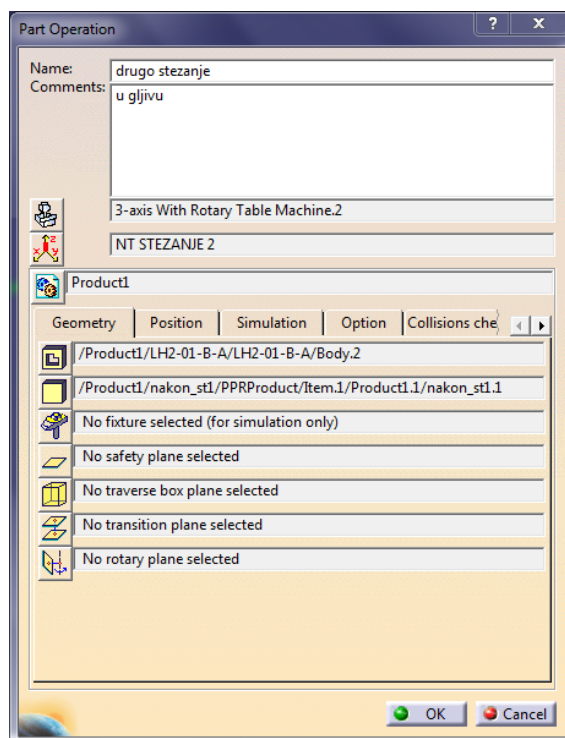 Part Operation
Name:
drugo stezanje
Comments:
u gljivu
3-axis With Rotary Table Machine.2
NT STEZANJE 2
Product1
Geometry Position Simulation Option Collisions che
/Product1/LH2-01-B-A/LH2-01-B-A/Body.2
/Product1/nakon_st1/PPRProduct/Item.1/Product1.1/nakon_st1.1
No fixture selected (for simulation only)
No safety plane selected
No traverse box plane selected
No transition plane selected
No rotary plane selected
OK Cancel